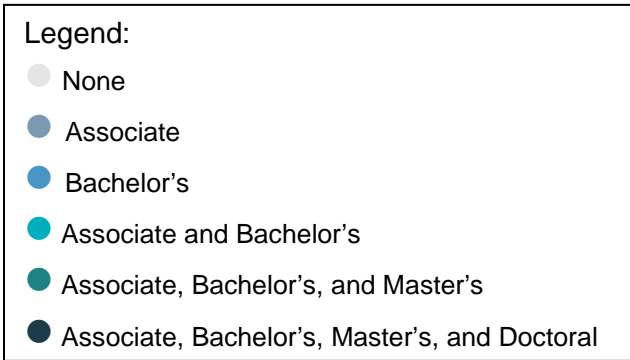 Legend:
None
Associate
Bachelor’s
Associate and Bachelor’s
Associate, Bachelor’s, and Master’s
Associate, Bachelor’s, Master’s, and Doctoral